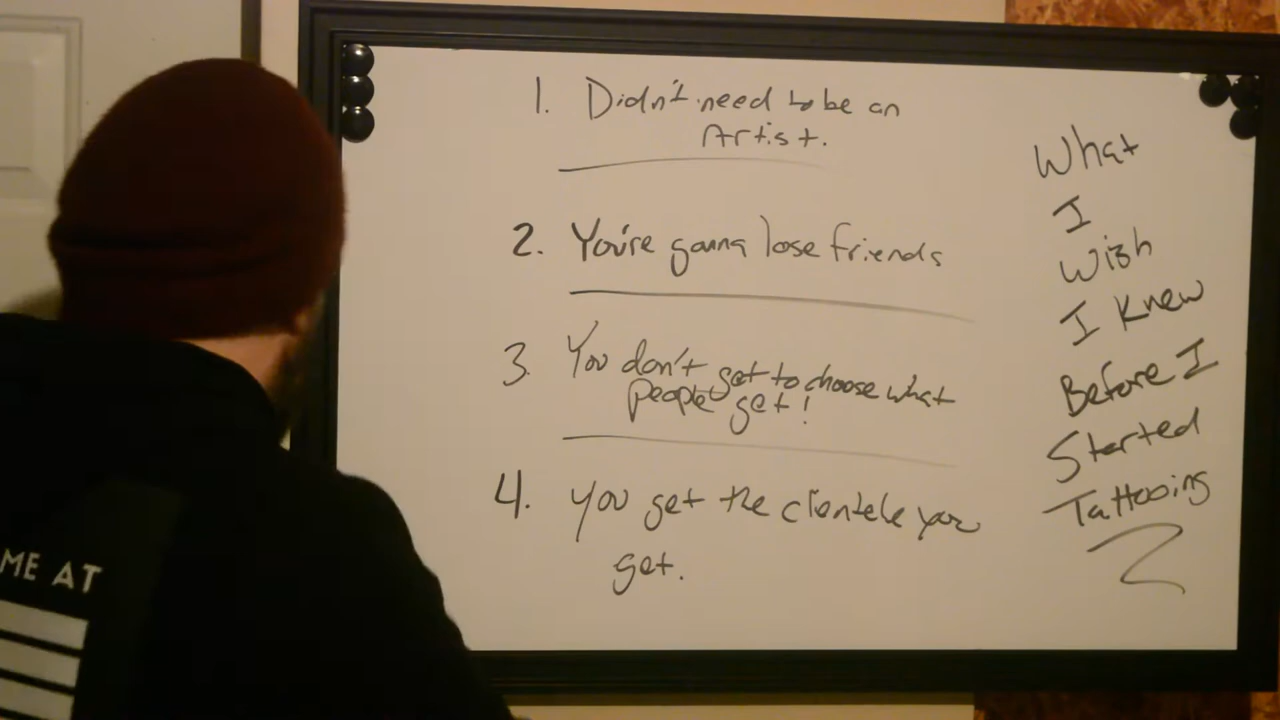 1. Didn't need to be an
Artist.
2. You're gonna lose friends
3. You don't get to choose what
people get!
4. You get the clientele you
get.
What
I
Wish
I Knew
Before I
Started
Tattooing
ME AT